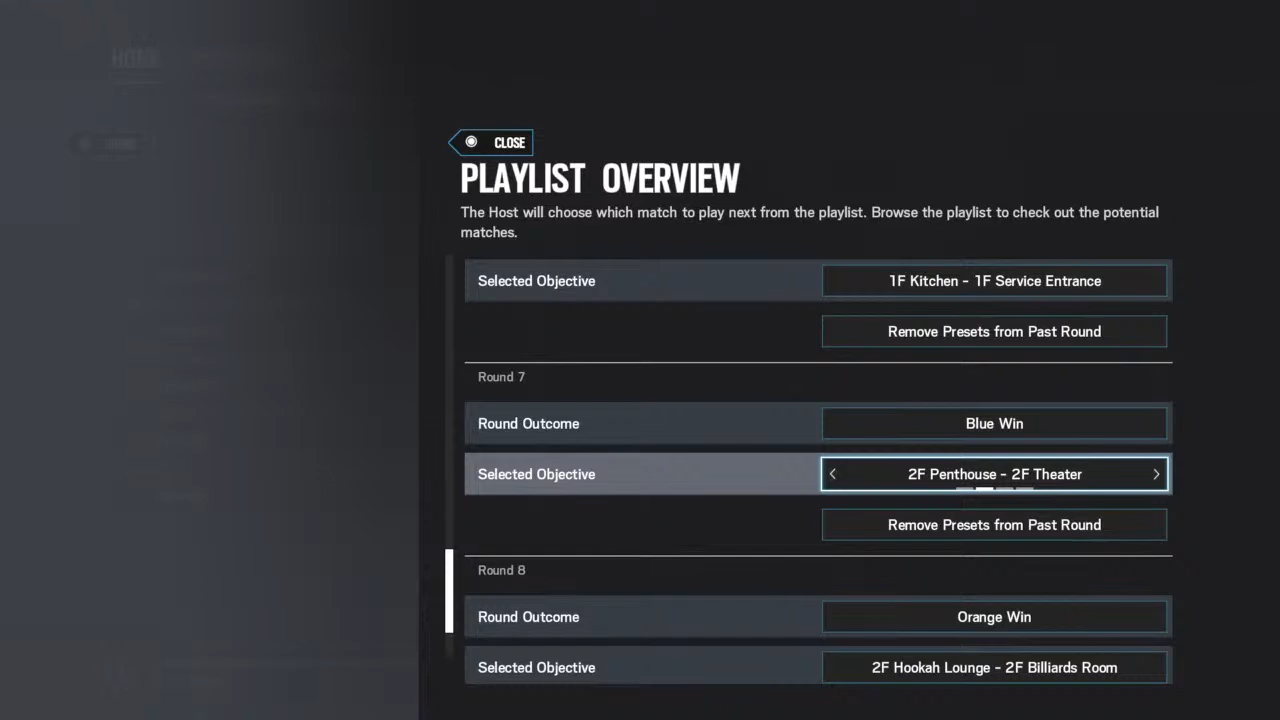 HOME
CLOSE
PLAYLIST OVERVIEW
The Host will choose which match to play next from the playlist. Browse the playlist to check out the potential
matches.
Selected Objective
1F Kitchen - 1F Service Entrance
Remove Presets from Past Round
Round 7
Round Outcome
Blue Win
Selected Objective
2F Penthouse - 2F Theater
Remove Presets from Past Round
Round 8
Round Outcome
Orange Win
Selected Objective
2F Hookah Lounge - 2F Billiards Room